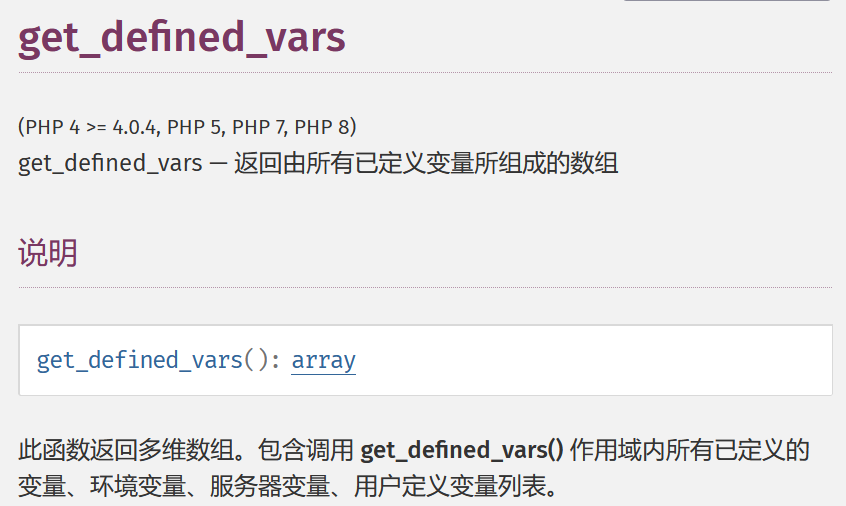 get_defined_vars
(PHP 4 >= 4.0.4, PHP 5, PHP 7, PHP 8)
get_defined_vars — 返回由所有已定义变量所组成的数组
说明
get_defined_vars(): array
此函数返回多维数组。包含调用 get_defined_vars() 作用域内所有已定义的
变量、环境变量、服务器变量、用户定义变量列表。